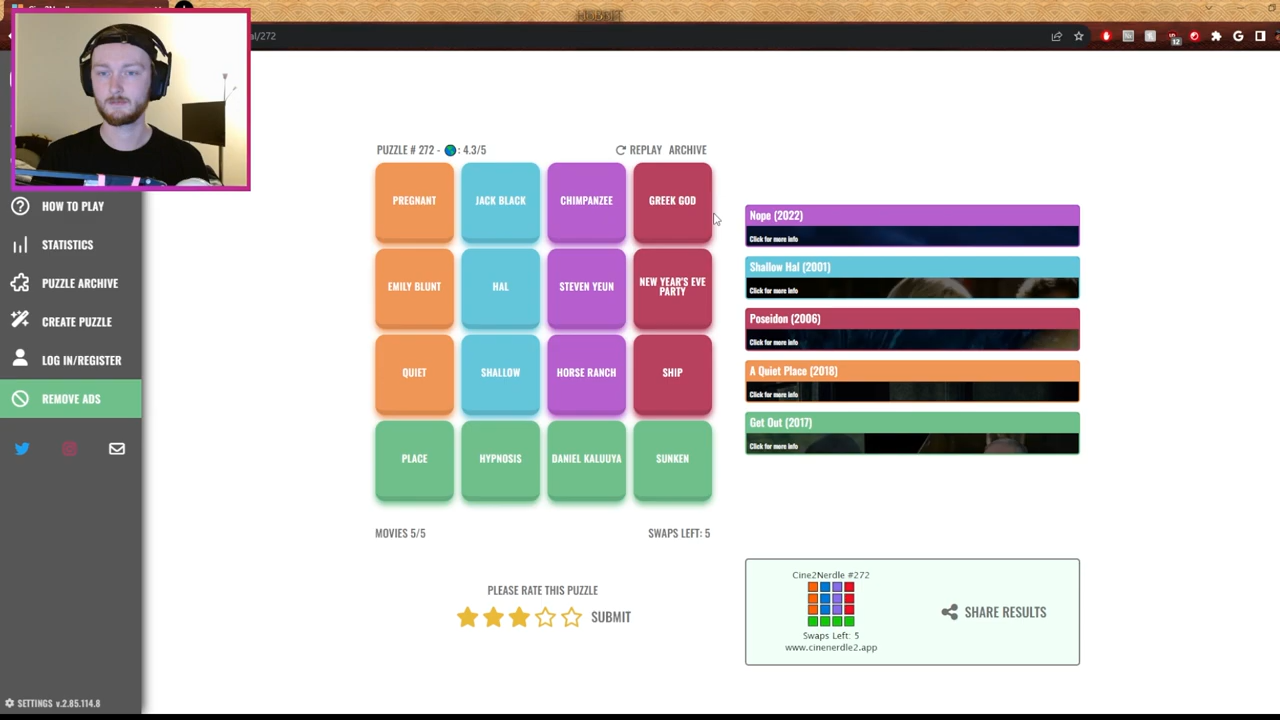 /272
12
HOW TO PLAY
STATISTICS
PUZZLE ARCHIVE
CREATE PUZZLE
LOG IN/REGISTER
REMOVE ADS
SETTINGS v.2.85.114.8
PUZZLE # 272 - : 4.3/5
REPLAY ARCHIVE
PREGNANT
JACK BLACK
CHIMPANZEE
GREEK GOD
EMILY BLUNT
HAL
STEVEN YEUN
NEW YEAR'S EVE
PARTY
QUIET
SHALLOW
HORSE RANCH
SHIP
PLACE
HYPNOSIS
DANIEL KALUUYA
SUNKEN
MOVIES 5/5
SWAPS LEFT: 5
PLEASE RATE THIS PUZZLE
SUBMIT
Nope (2022)
Click for more info
Shallow Hal (2001)
Click for more info
Poseidon (2006)
Click for more info
A Quiet Place (2018)
Click for more info
Get Out (2017)
Click for more info
Cine2Nerdle #272
Swaps Left: 5
www.cinenerdle2.app
SHARE RESULTS